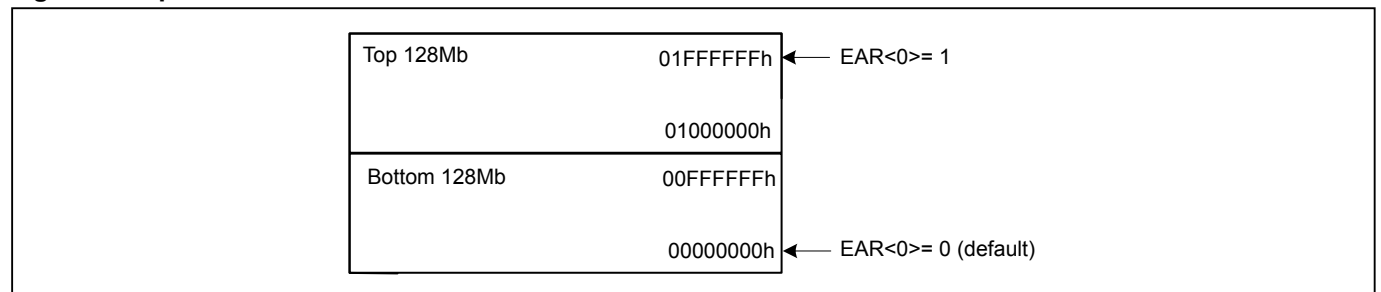 Top 128Mb 01FFFFFFh EAR<0>= 1
01000000h
Bottom 128Mb 00FFFFFFh
00000000h EAR<0>= 0 (default)